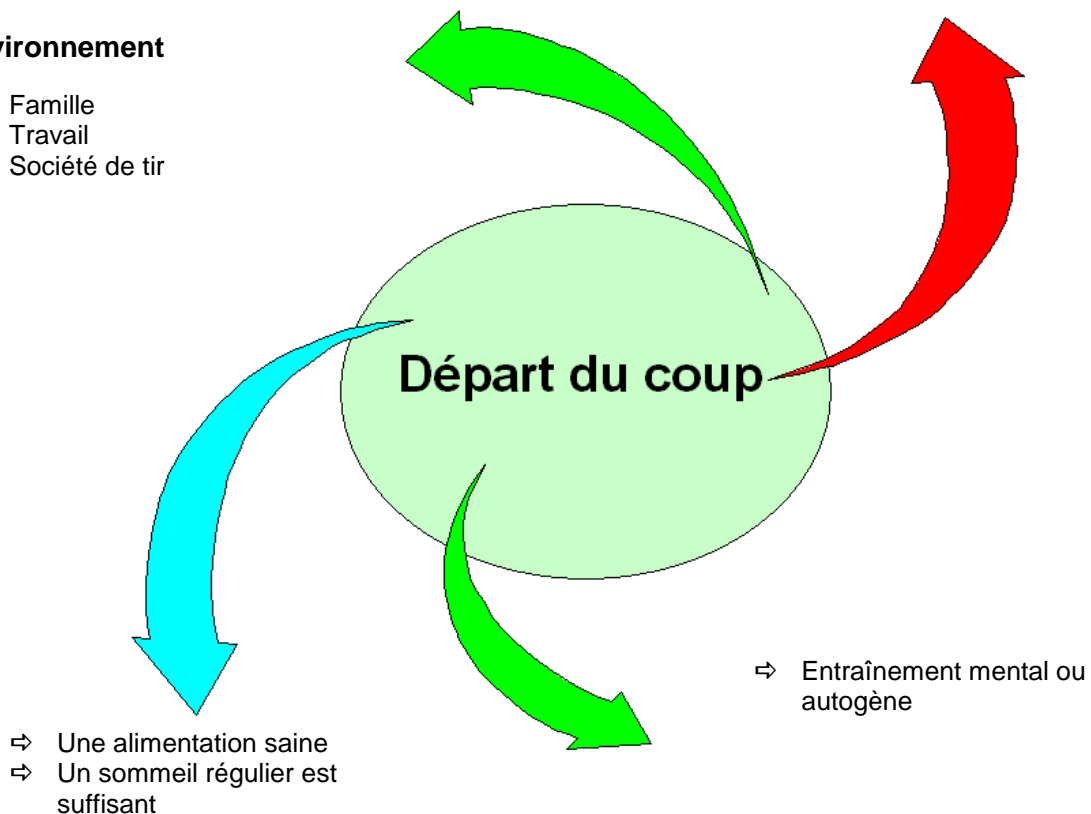 vironnement
Famille
Travail
Société de tir
Départ du coup
⇨ Entraînement mental ou
autogène
⇨ Une alimentation saine
⇨ Un sommeil régulier est
suffisant